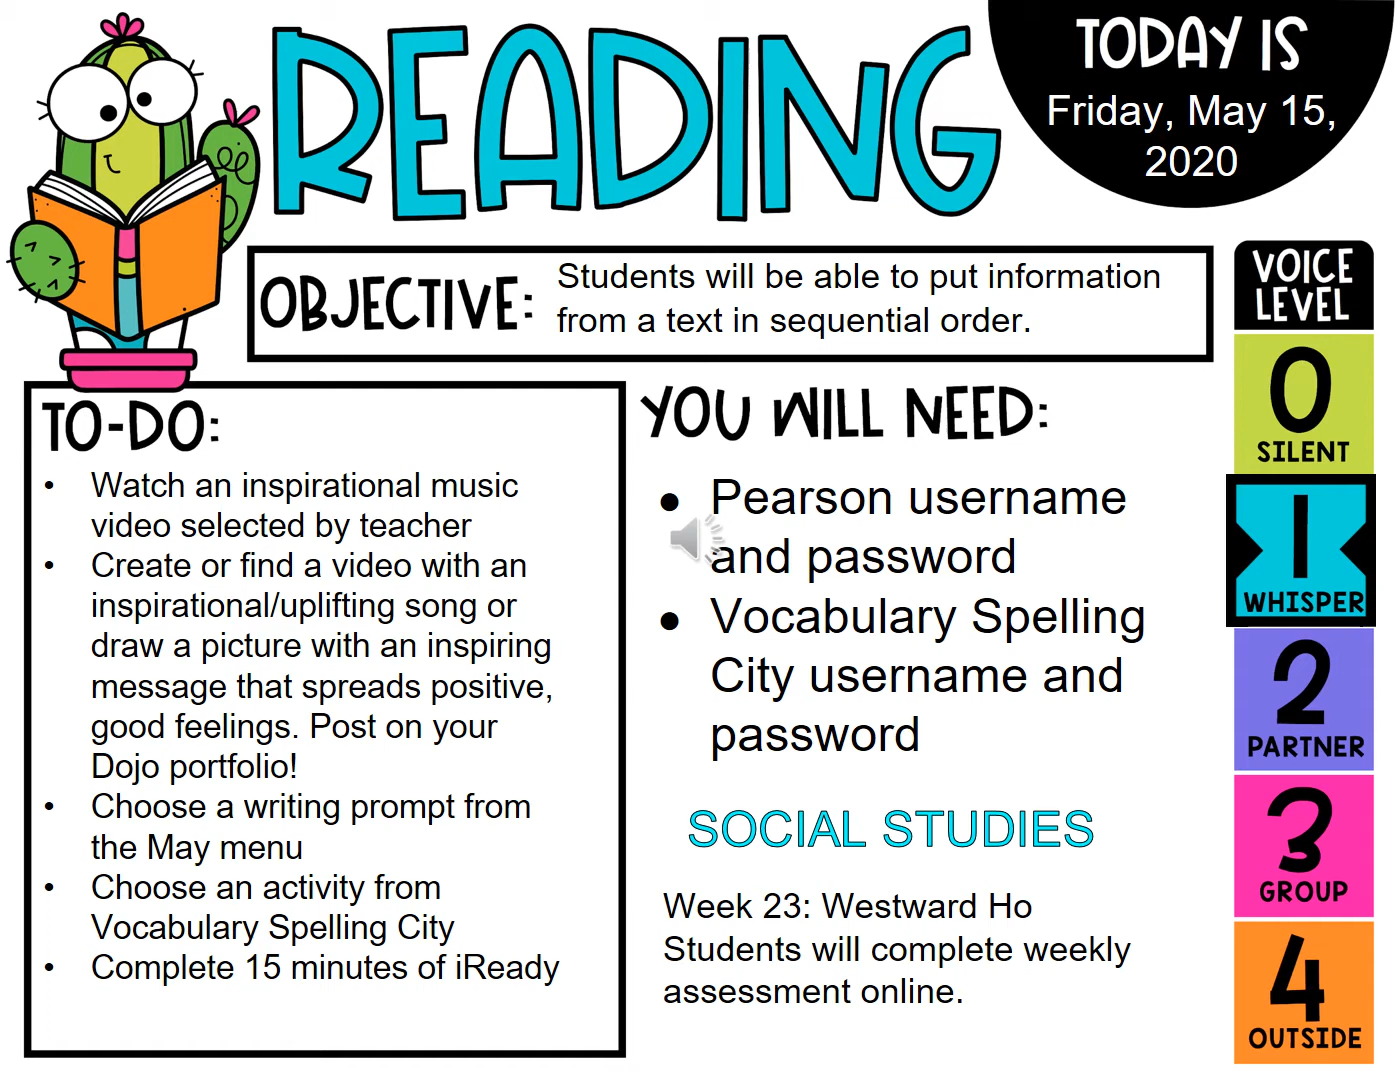 READING
TODAY IS
Friday, May 15,
2020
OBJECTIVE:
Students will be able to put information
from a text in sequential order.
TO-DO:
• Watch an inspirational music
video selected by teacher
• Create or find a video with an
inspirational/uplifting song or
draw a picture with an inspiring
message that spreads positive,
good feelings. Post on your
Dojo portfolio!
• Choose a writing prompt from
the May menu
• Choose an activity from
Vocabulary Spelling City
• Complete 15 minutes of iReady
YOU WILL NEED:
● Pearson username
and password
● Vocabulary Spelling
City username and
password
SOCIAL STUDIES
Week 23: Westward Ho
Students will complete weekly
assessment online.
VOICE
LEVEL
0
SILENT
1
WHISPER
2
PARTNER
3
GROUP
4
OUTSIDE